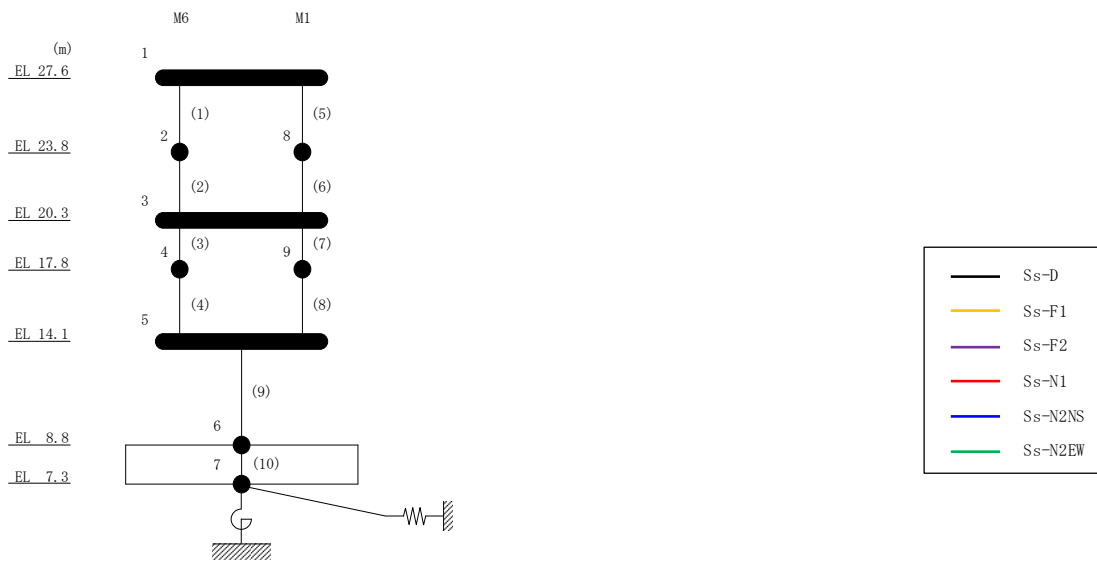 M6 M1
(m)
1
EL 27.6
(1) (5)
2 8
EL 23.8
(2) (6)
3
EL 20.3
(3) (7)
4 9
EL 17.8
(4) (8)
5
EL 14.1
(9)
6
EL 8.8
7 (10)
EL 7.3
Ss-D
Ss-F1
Ss-F2
Ss-N1
Ss-N2NS
Ss-N2EW